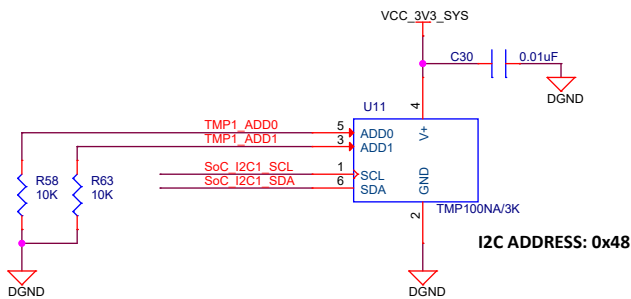 VCC_3V3_SYS
C30 0.01uF
DGND
U11
4
TMP1_ADD0 5 ADD0
TMP1_ADD1 3 ADD1
V+
SoC_I2C1_SCL 1 SCL
SoC_I2C1_SDA 6 SDA
GND
R58 R63
10K 10K
TMP100NA/3K
2
I2C ADDRESS: 0x48
DGND DGND